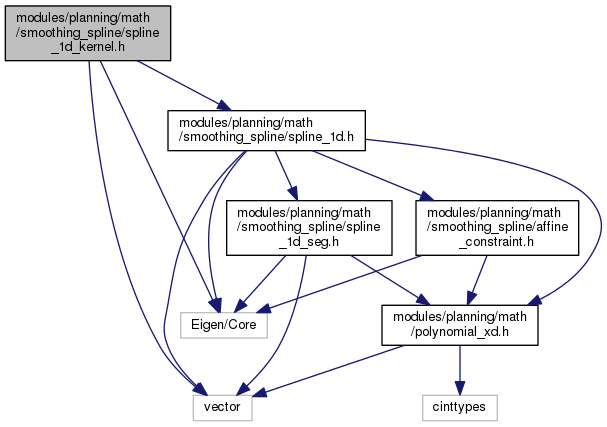 modules/planning/math
/smoothing_spline/spline
_1d_kernel.h
modules/planning/math
/smoothing_spline/spline_1d.h
modules/planning/math
/smoothing_spline/spline
_1d_seg.h
modules/planning/math
/smoothing_spline/affine
_constraint.h
Eigen/Core
modules/planning/math
/polynomial_xd.h
vector
cinttypes